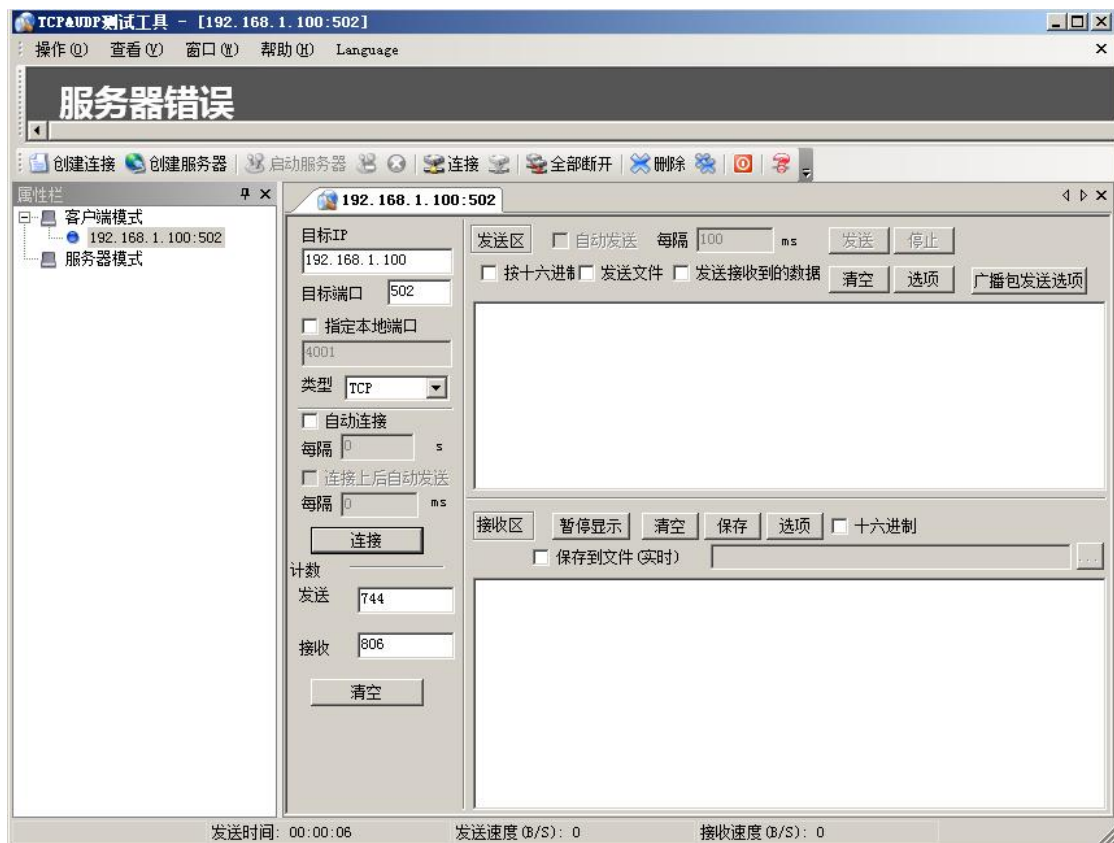 TCP&UDP测试工具 - [192.168.1.100:502]
操作(O) 查看(V) 窗口(W) 帮助(H) Language
服务器错误
创建连接 创建服务器 启动服务器 连接 全部断开 删除
属性栏
192.168.1.100:502
客户端模式
192.168.1.100:502
服务器模式
目标IP
192.168.1.100
目标端口 502
指定本地端口
4001
类型 TCP
自动连接
每隔 0 s
连接上后自动发送
每隔 0 ms
连接
计数
发送 744
接收 806
清空
发送区 自动发送 每隔 100 ms 发送 停止
按十六进制 发送文件 发送接收到的数据 清空 选项 广播包发送选项
接收区 暂停显示 清空 保存 选项 十六进制
保存到文件(实时) ...
发送时间: 00:00:06 发送速度(B/S): 0 接收速度(B/S): 0